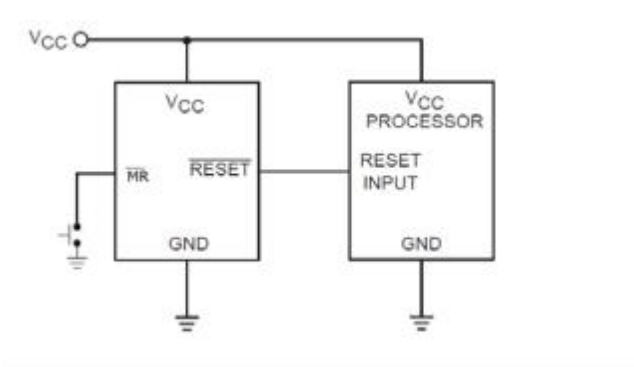 VCC
VCC
MR
RESET
GND
VCC
PROCESSOR
RESET
INPUT
GND